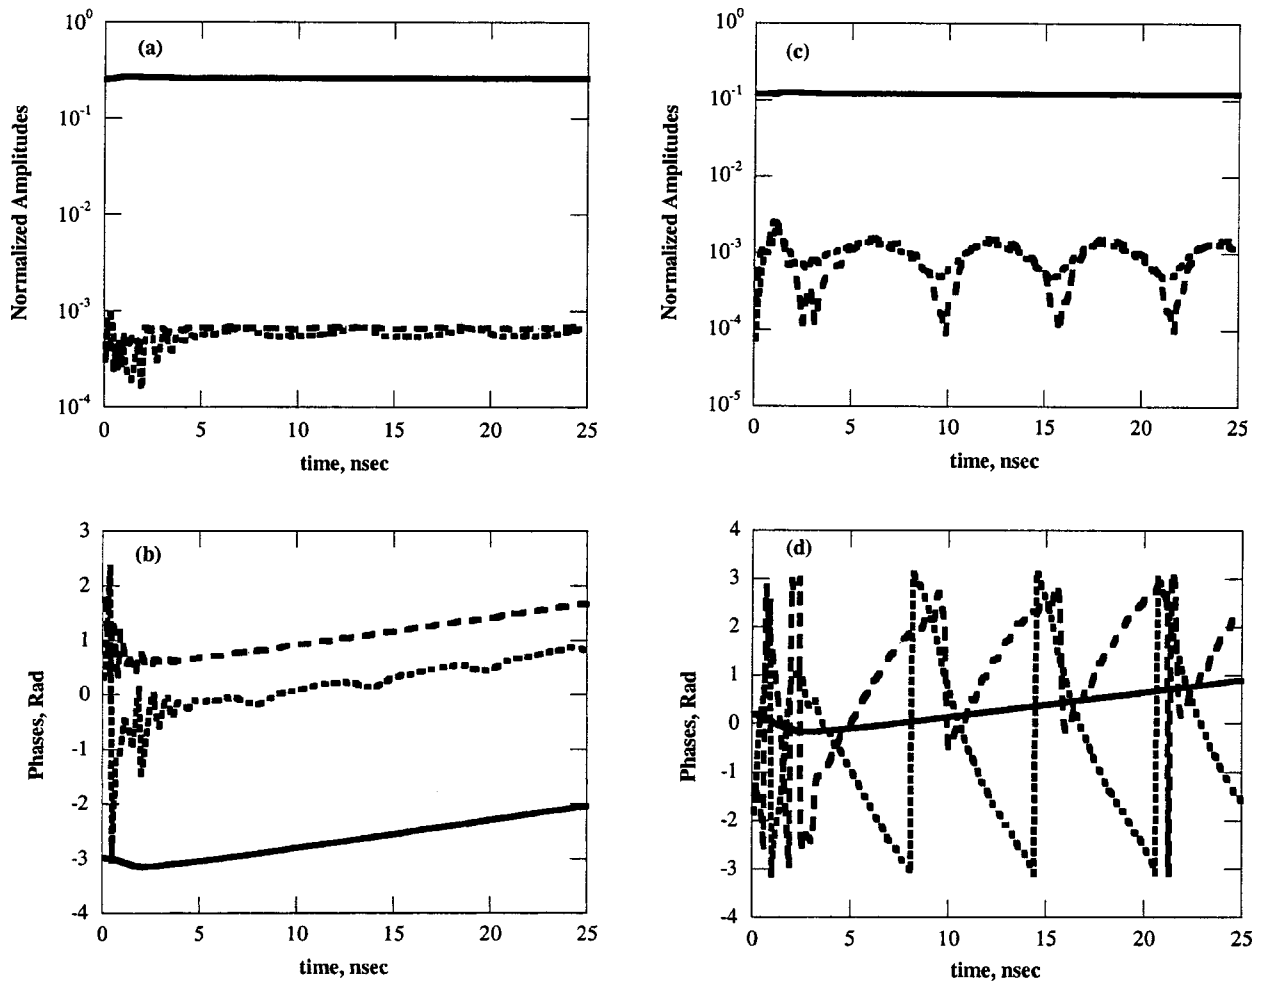 (a)
Normalized Amplitudes
10^0
10^-1
10^-2
10^-3
10^-4
0 5 10 15 20 25
time, nsec
(c)
Normalized Amplitudes
10^0
10^-1
10^-2
10^-3
10^-4
10^-5
0 5 10 15 20 25
time, nsec
(b)
Phases, Rad
3
2
1
0
-1
-2
-3
-4
0 5 10 15 20 25
time, nsec
(d)
Phases, Rad
4
3
2
1
0
-1
-2
-3
-4
0 5 10 15 20 25
time, nsec